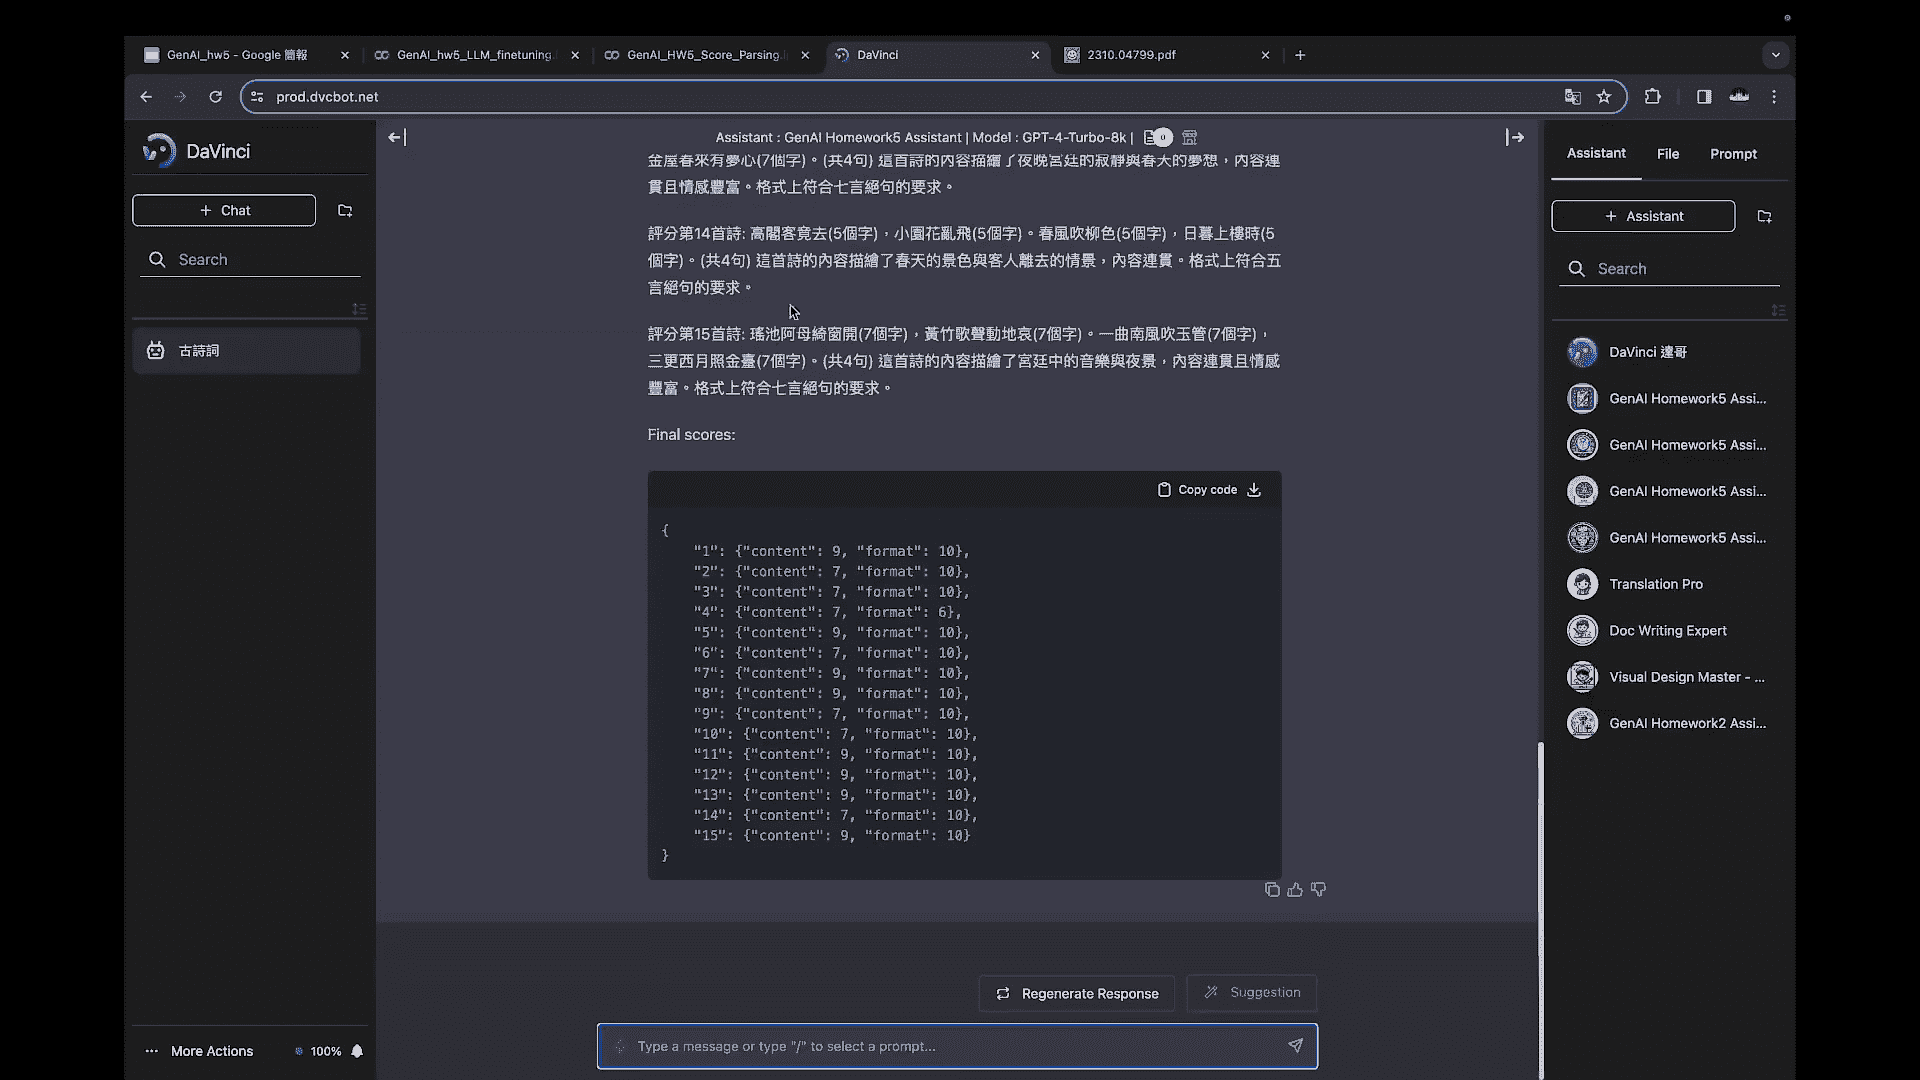 GenAI_hw5 - Google 簡報
GenAI_hw5_LLM_finetuning.
GenAI_HW5_Score_Parsing.
DaVinci
2310.04799.pdf
prod.dvcbot.net
DaVinci
+ Chat
Search
古詩詞
More Actions
100%
Assistant : GenAI Homework5 Assistant | Model : GPT-4-Turbo-8k |
0
金屋春來有夢心(7個字)。(共4句) 這首詩的內容描繪了夜晚宮廷的寂靜與春天的夢想，內容連
貫且情感豐富。格式上符合七言絕句的要求。
評分第14首詩: 高閣客竟去(5個字)，小園花亂飛(5個字)。春風吹柳色(5個字)，日暮上樓時(5
個字)。(共4句) 這首詩的內容描繪了春天的景色與客人離去的情景，內容連貫。格式上符合五
言絕句的要求。
評分第15首詩: 瑤池阿母綺窗開(7個字)，黃竹歌聲動地哀(7個字)。一曲南風吹玉管(7個字)，
三更西月照金臺(7個字)。(共4句) 這首詩的內容描繪了宮廷中的音樂與夜景，內容連貫且情感
豐富。格式上符合七言絕句的要求。
Final scores:
Copy code
{
"1": {"content": 9, "format": 10},
"2": {"content": 7, "format": 10},
"3": {"content": 7, "format": 10},
"4": {"content": 7, "format": 6},
"5": {"content": 9, "format": 10},
"6": {"content": 7, "format": 10},
"7": {"content": 9, "format": 10},
"8": {"content": 9, "format": 10},
"9": {"content": 7, "format": 10},
"10": {"content": 7, "format": 10},
"11": {"content": 9, "format": 10},
"12": {"content": 9, "format": 10},
"13": {"content": 9, "format": 10},
"14": {"content": 7, "format": 10},
"15": {"content": 9, "format": 10}
}
Regenerate Response
Suggestion
Type a message or type "/" to select a prompt...
Assistant File Prompt
+ Assistant
Search
DaVinci 達哥
GenAI Homework5 Assi...
GenAI Homework5 Assi...
GenAI Homework5 Assi...
GenAI Homework5 Assi...
Translation Pro
Doc Writing Expert
Visual Design Master - ...
GenAI Homework2 Assi...